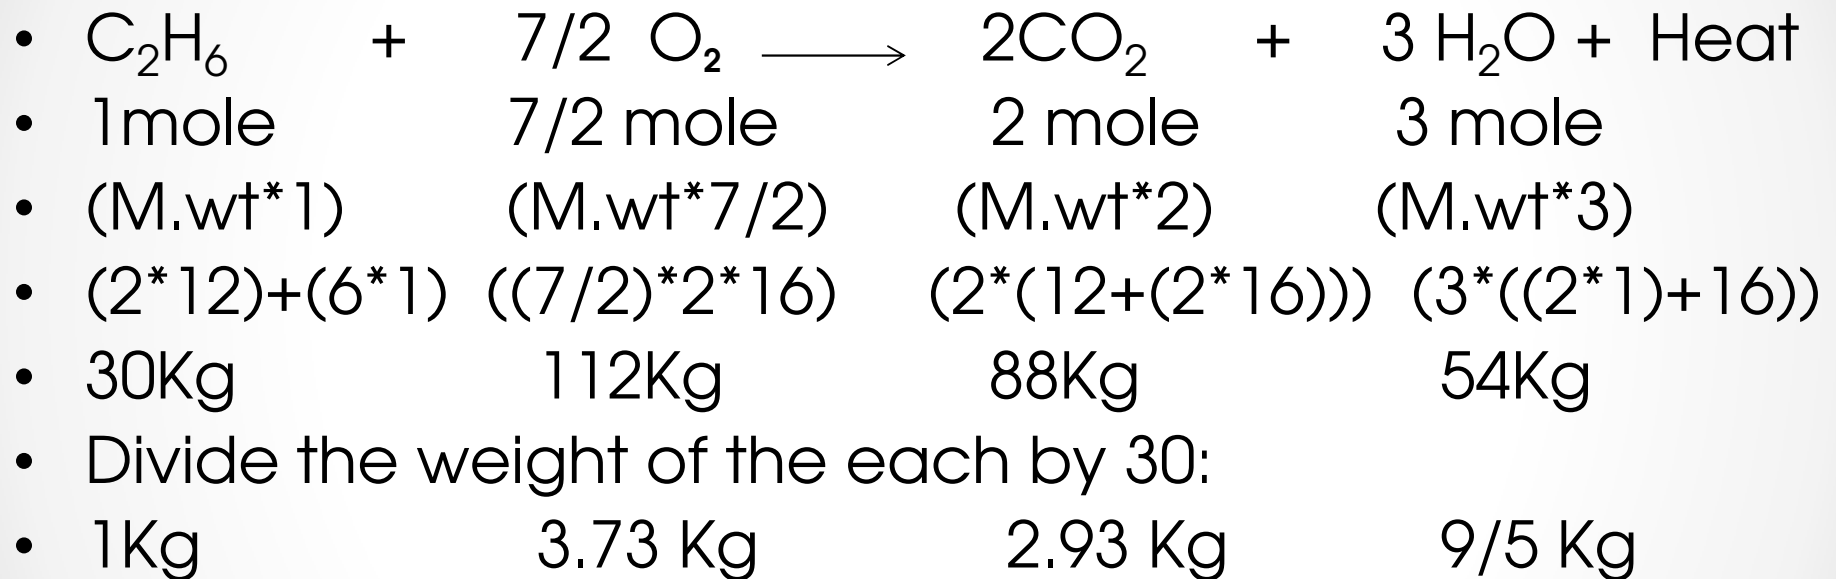 • C₂H₆ + 7/2 O₂ ⟶ 2CO₂ + 3 H₂O + Heat
• 1mole 7/2 mole 2 mole 3 mole
• (M.wt*1) (M.wt*7/2) (M.wt*2) (M.wt*3)
• (2*12)+(6*1) ((7/2)*2*16) (2*(12+(2*16))) (3*((2*1)+16))
• 30Kg 112Kg 88Kg 54Kg
• Divide the weight of the each by 30:
• 1Kg 3.73 Kg 2.93 Kg 9/5 Kg